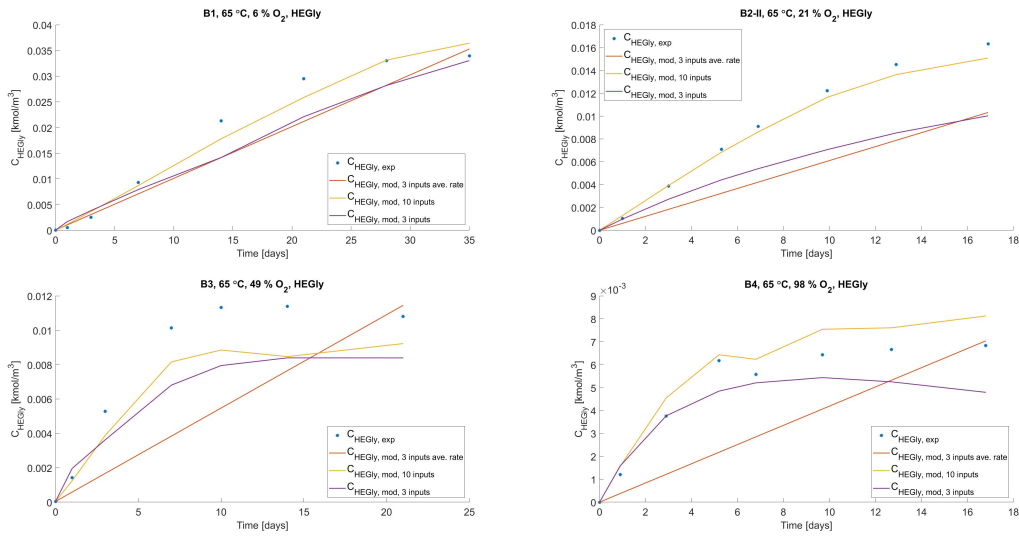 B1, 65 °C, 6 % O2, HEGly
0.04
0.035
0.03
0.025
0.02
0.015
0.01
0.005
0
0 5 10 15 20 25 30 35
CHEGly [kmol/m3]
Time [days]
CHEGly, exp
CHEGly, mod, 3 inputs ave. rate
CHEGly, mod, 10 inputs
CHEGly, mod, 3 inputs
B2-II, 65 °C, 21 % O2, HEGly
0.018
0.016
0.014
0.012
0.01
0.008
0.006
0.004
0.002
0
0 2 4 6 8 10 12 14 16 18
CHEGly [kmol/m3]
Time [days]
CHEGly, exp
CHEGly, mod, 3 inputs ave. rate
CHEGly, mod, 10 inputs
CHEGly, mod, 3 inputs
B3, 65 °C, 49 % O2, HEGly
0.012
0.01
0.008
0.006
0.004
0.002
0
0 5 10 15 20 25
CHEGly [kmol/m3]
Time [days]
CHEGly, exp
CHEGly, mod, 3 inputs ave. rate
CHEGly, mod, 10 inputs
CHEGly, mod, 3 inputs
B4, 65 °C, 98 % O2, HEGly
×10-3
9
8
7
6
5
4
3
2
1
0
0 2 4 6 8 10 12 14 16 18
CHEGly [kmol/m3]
Time [days]
CHEGly, exp
CHEGly, mod, 3 inputs ave. rate
CHEGly, mod, 10 inputs
CHEGly, mod, 3 inputs